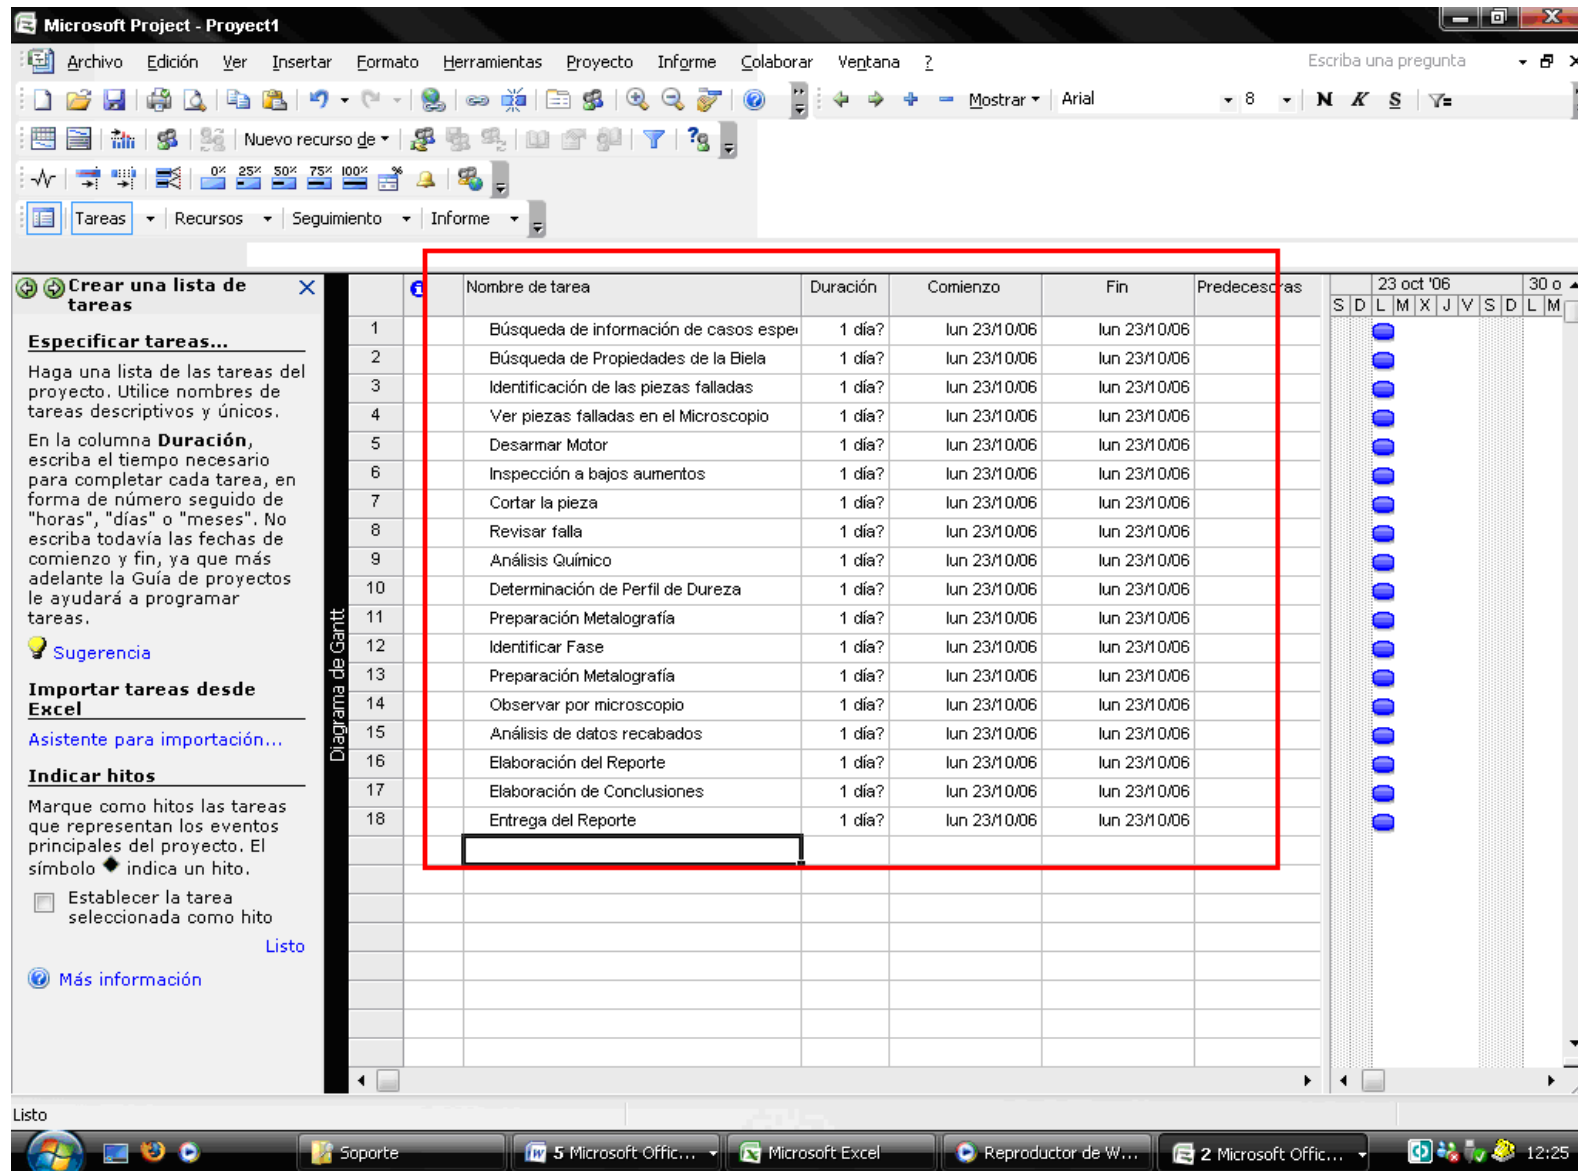 Microsoft Project - Proyect1
Archivo Edición Ver Insertar Formato Herramientas Proyecto Informe Colaborar Ventana ? Escriba una pregunta
Mostrar Arial 8 N K S
Nuevo recurso de
0% 25% 50% 75% 100% %
Tareas Recursos Seguimiento Informe
Crear una lista de
tareas
Especificar tareas...
Haga una lista de las tareas del
proyecto. Utilice nombres de
tareas descriptivos y únicos.
En la columna Duración,
escriba el tiempo necesario
para completar cada tarea, en
forma de número seguido de
"horas", "días" o "meses". No
escriba todavía las fechas de
comienzo y fin, ya que más
adelante la Guía de proyectos
le ayudará a programar
tareas.
Sugerencia
Importar tareas desde
Excel
Asistente para importación...
Indicar hitos
Marque como hitos las tareas
que representan los eventos
principales del proyecto. El
símbolo ◆ indica un hito.
Establecer la tarea
seleccionada como hito
Listo
Más información
Diagrama de Gantt
Nombre de tarea Duración Comienzo Fin Predecesoras
1 Búsqueda de información de casos espe 1 día? lun 23/10/06 lun 23/10/06
2 Búsqueda de Propiedades de la Biela 1 día? lun 23/10/06 lun 23/10/06
3 Identificación de las piezas falladas 1 día? lun 23/10/06 lun 23/10/06
4 Ver piezas falladas en el Microscopio 1 día? lun 23/10/06 lun 23/10/06
5 Desarmar Motor 1 día? lun 23/10/06 lun 23/10/06
6 Inspección a bajos aumentos 1 día? lun 23/10/06 lun 23/10/06
7 Cortar la pieza 1 día? lun 23/10/06 lun 23/10/06
8 Revisar falla 1 día? lun 23/10/06 lun 23/10/06
9 Análisis Químico 1 día? lun 23/10/06 lun 23/10/06
10 Determinación de Perfil de Dureza 1 día? lun 23/10/06 lun 23/10/06
11 Preparación Metalografía 1 día? lun 23/10/06 lun 23/10/06
12 Identificar Fase 1 día? lun 23/10/06 lun 23/10/06
13 Preparación Metalografía 1 día? lun 23/10/06 lun 23/10/06
14 Observar por microscopio 1 día? lun 23/10/06 lun 23/10/06
15 Análisis de datos recabados 1 día? lun 23/10/06 lun 23/10/06
16 Elaboración del Reporte 1 día? lun 23/10/06 lun 23/10/06
17 Elaboración de Conclusiones 1 día? lun 23/10/06 lun 23/10/06
18 Entrega del Reporte 1 día? lun 23/10/06 lun 23/10/06
23 oct '06 30 o
S D L M X J V S D L M
Listo
Soporte 5 Microsoft Offic... Microsoft Excel Reproductor de W... 2 Microsoft Offic... 12:25